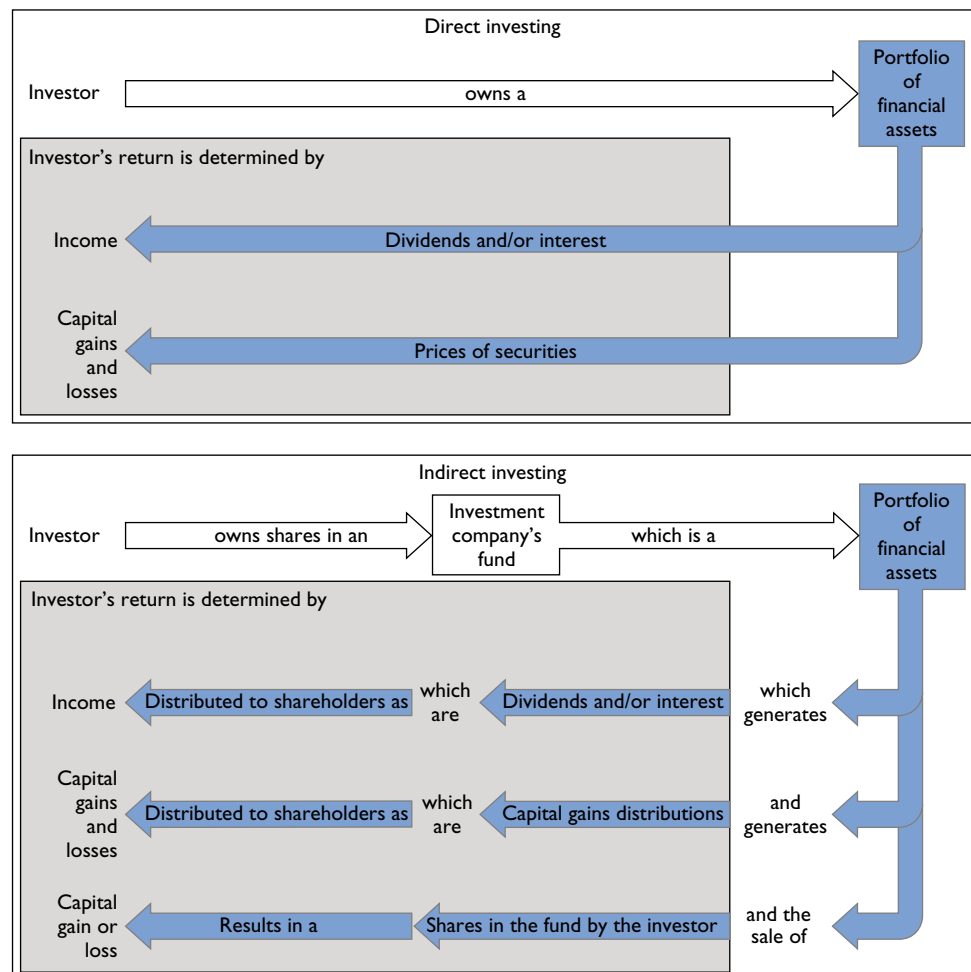 Direct investing
Investor
owns a
Portfolio
of
financial
assets
Investor’s return is determined by
Income
Dividends and/or interest
Capital
gains
and
losses
Prices of securities
Indirect investing
Investor
owns shares in an
Investment
company’s
fund
which is a
Portfolio
of
financial
assets
Investor’s return is determined by
Income
Distributed to shareholders as
which
are
Dividends and/or interest
which
generates
Capital
gains
and
losses
Distributed to shareholders as
which
are
Capital gains distributions
and
generates
Capital
gain or
loss
Results in a
Shares in the fund by the investor
and the
sale of